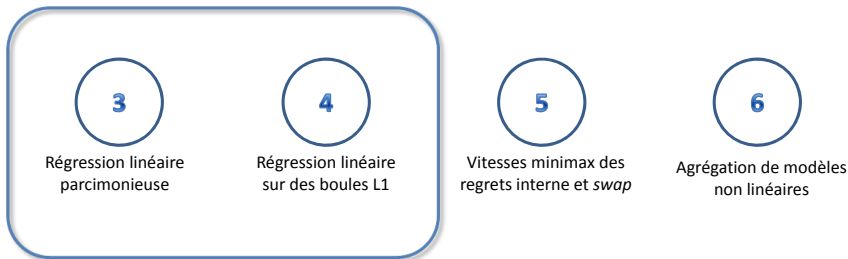 3
4
5
6
Régression linéaire
parcimonieuse
Régression linéaire
sur des boules L1
Vitesses minimax des
regrets interne et swap
Agrégation de modèles
non linéaires